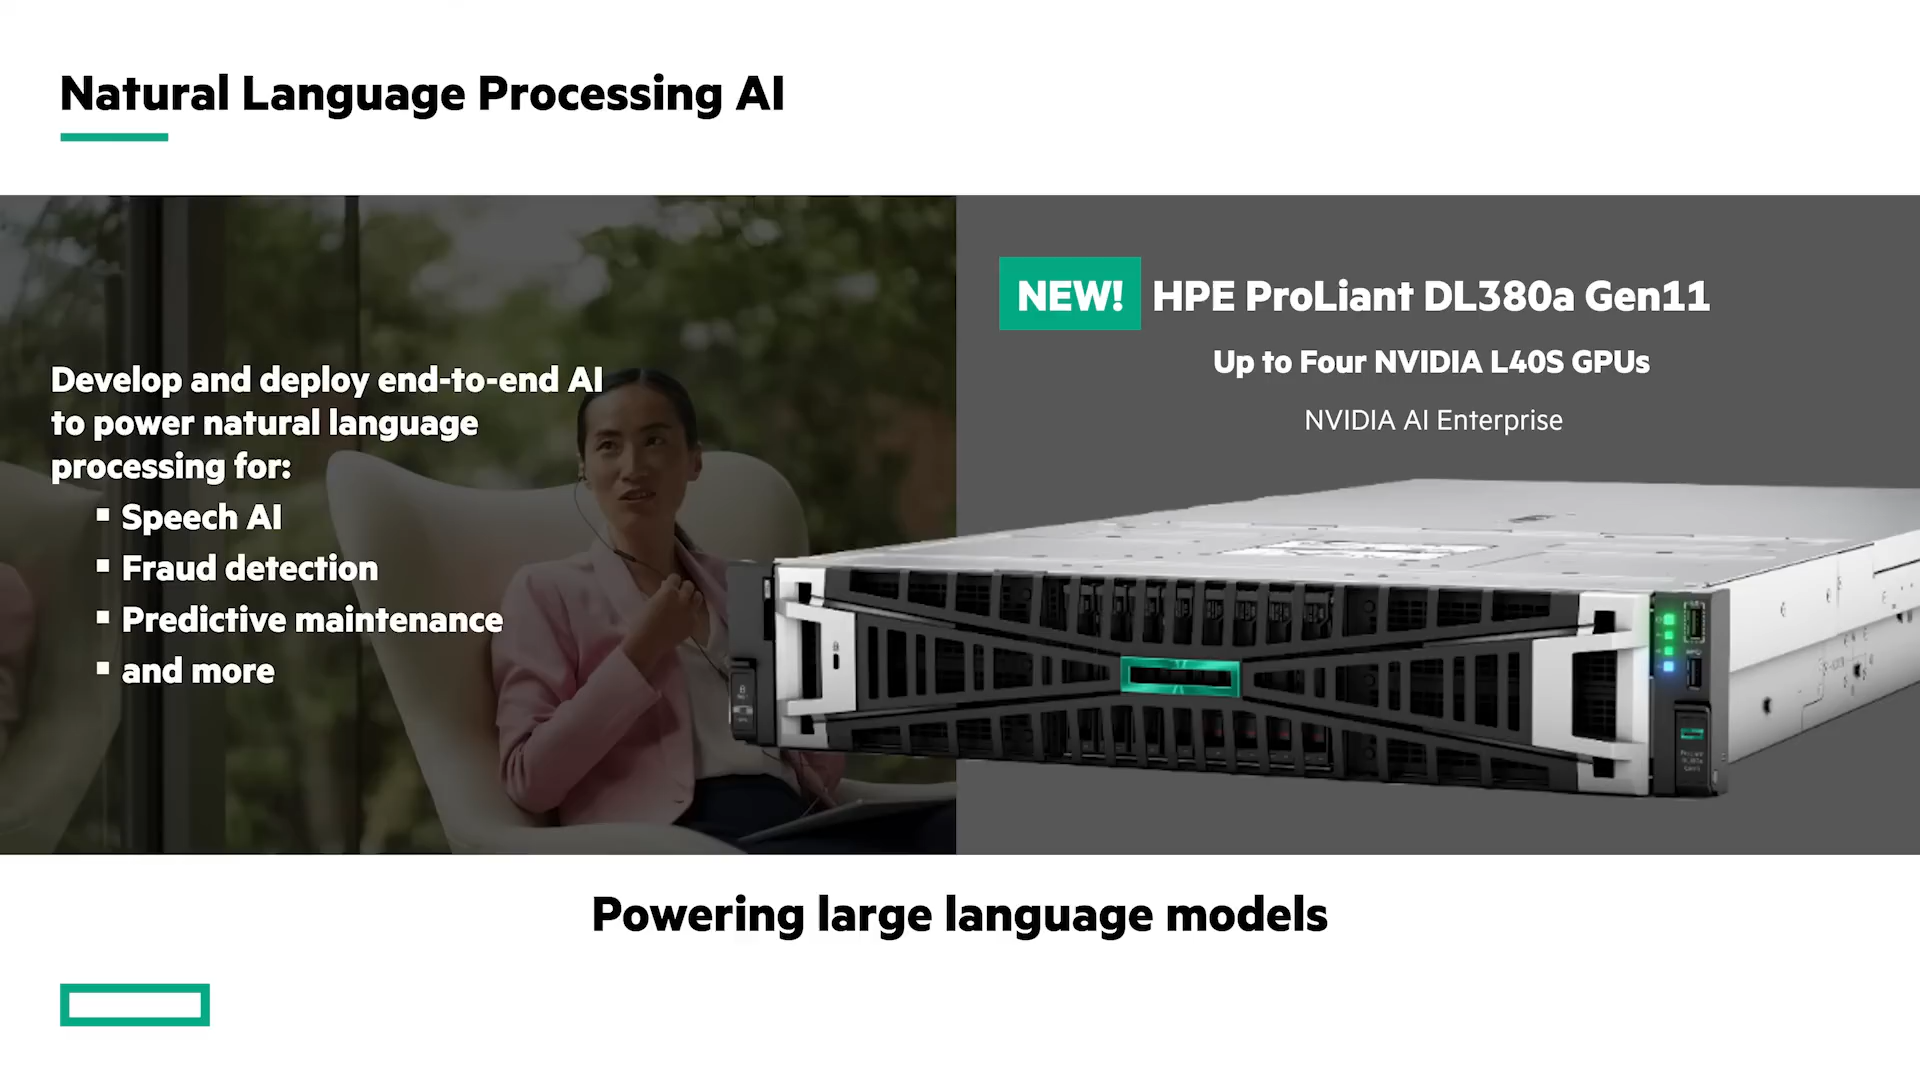 Natural Language Processing AI
Develop and deploy end-to-end AI
to power natural language
processing for:
▪ Speech AI
▪ Fraud detection
▪ Predictive maintenance
▪ and more
NEW! HPE ProLiant DL380a Gen11
Up to Four NVIDIA L40S GPUs
NVIDIA AI Enterprise
Powering large language models